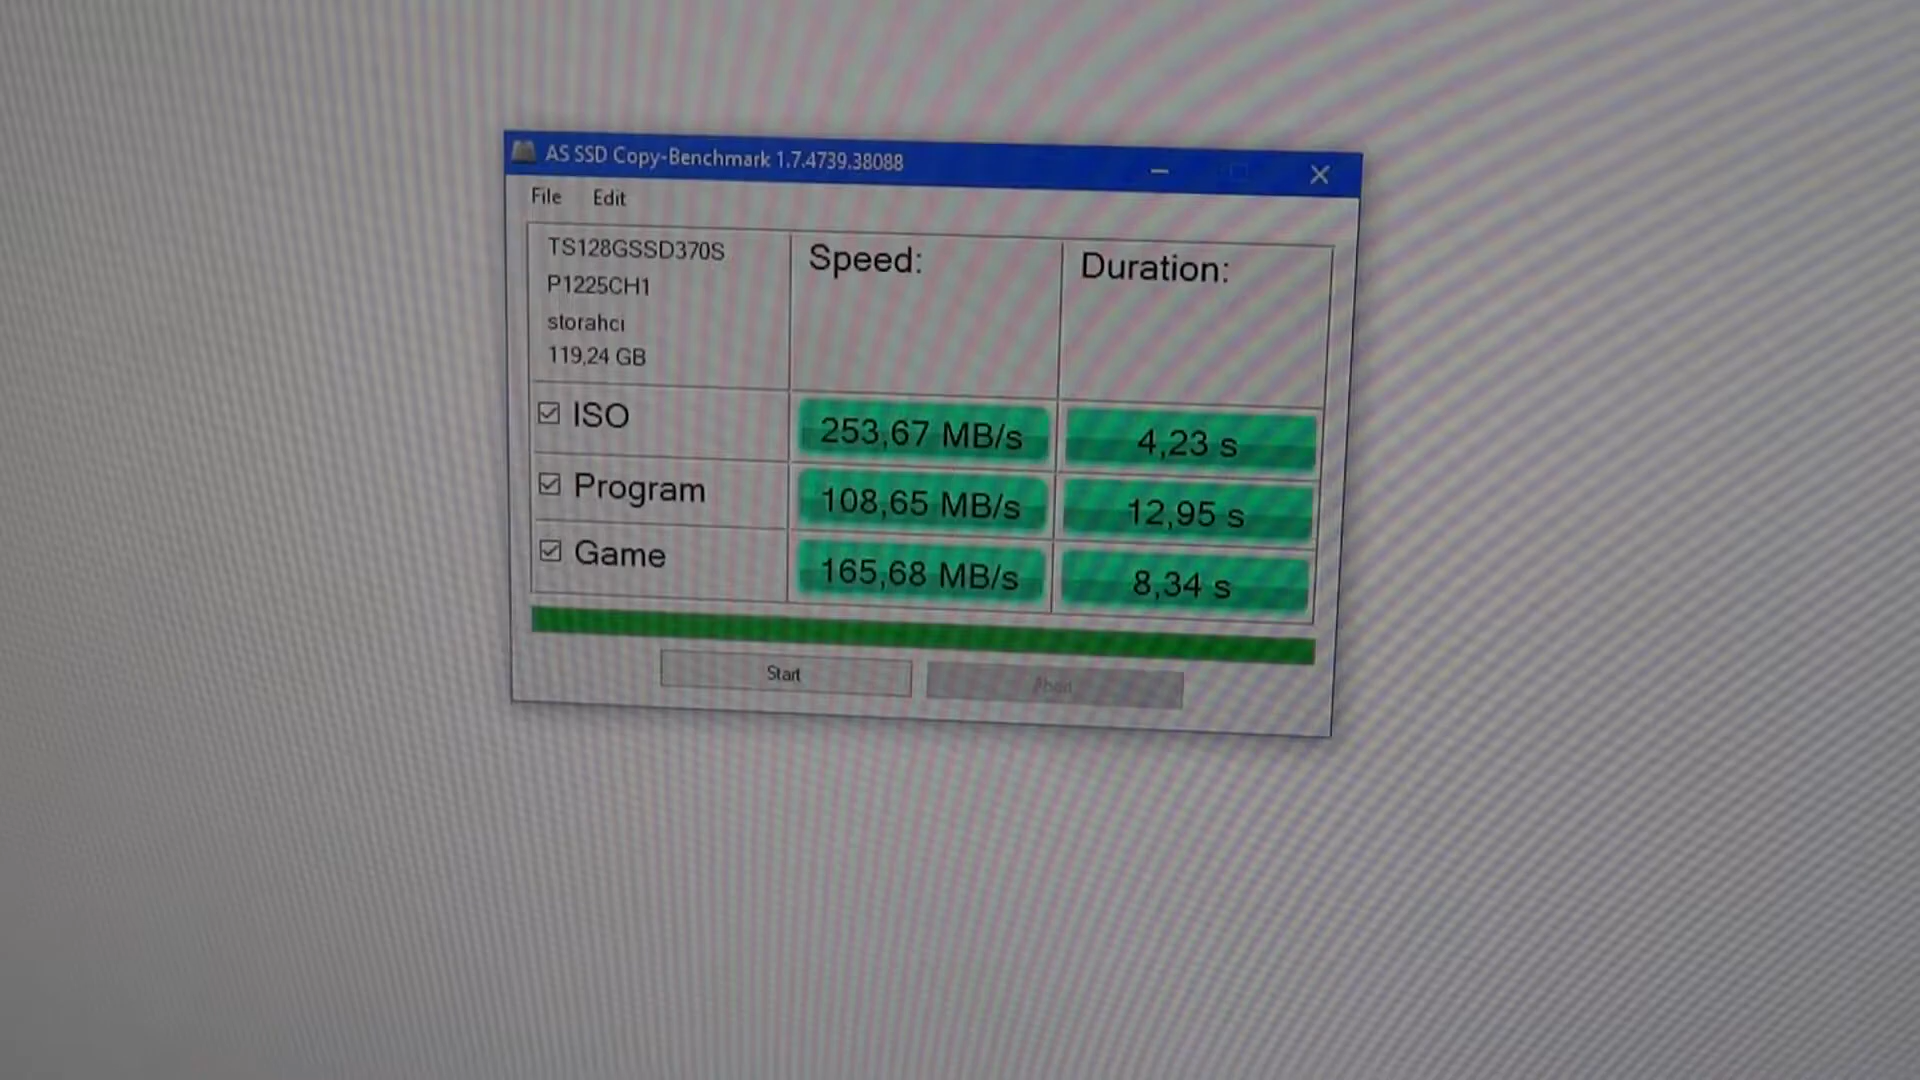 AS SSD Copy-Benchmark 1.7.4739.38088
File Edit
TS128GSSD370S
P1225CH1
storahci
119,24 GB
Speed:
Duration:
ISO 253,67 MB/s 4,23 s
Program 108,65 MB/s 12,95 s
Game 165,68 MB/s 8,34 s
Start Abort